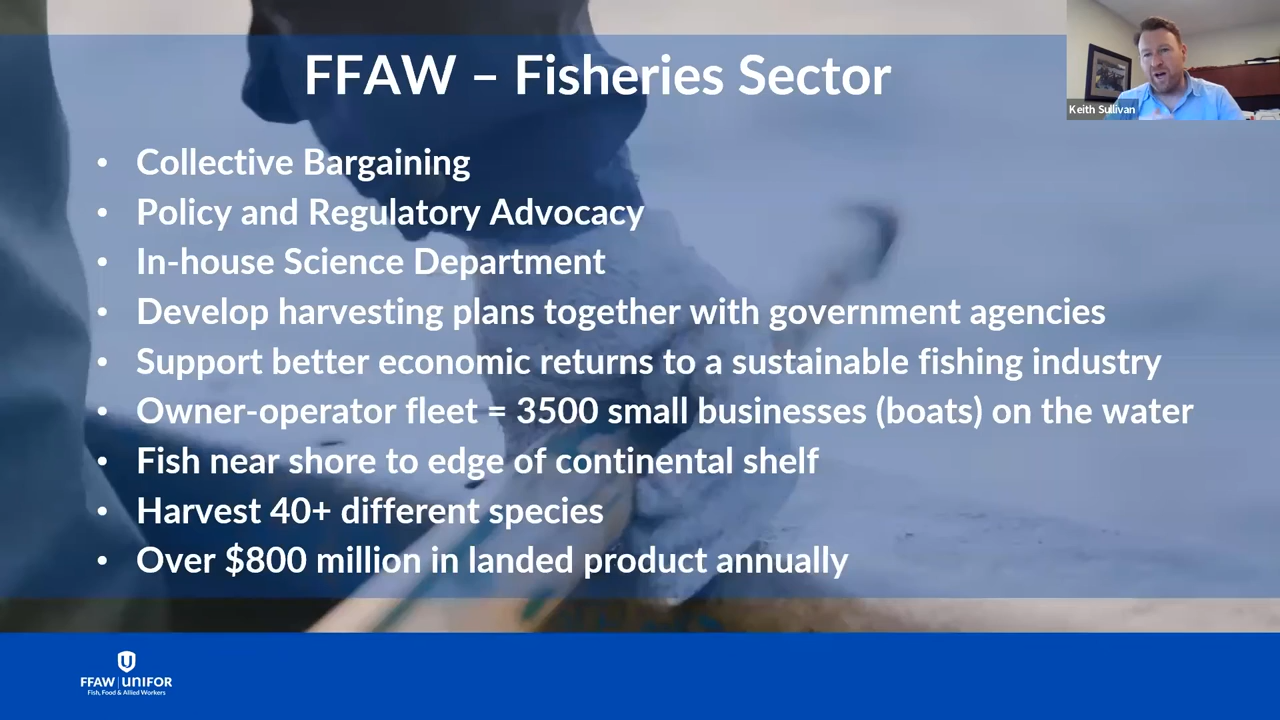 FFAW – Fisheries Sector
Keith Sullivan
• Collective Bargaining
• Policy and Regulatory Advocacy
• In-house Science Department
• Develop harvesting plans together with government agencies
• Support better economic returns to a sustainable fishing industry
• Owner-operator fleet = 3500 small businesses (boats) on the water
• Fish near shore to edge of continental shelf
• Harvest 40+ different species
• Over $800 million in landed product annually
FFAW | UNIFOR
Fish, Food & Allied Workers